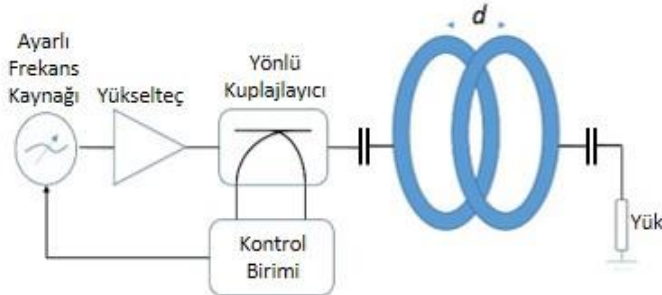 Ayarlı
Frekans
Kaynağı
Yükselteç
Yönlü
Kuplajlayıcı
d
Kontrol
Birimi
Yük